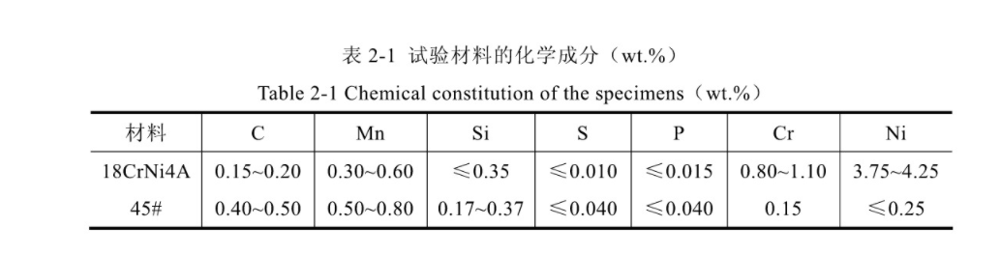 表 2-1 试验材料的化学成分（wt.%）
Table 2-1 Chemical constitution of the specimens（wt.%）
材料 C Mn Si S P Cr Ni
18CrNi4A 0.15~0.20 0.30~0.60 ≤0.35 ≤0.010 ≤0.015 0.80~1.10 3.75~4.25
45# 0.40~0.50 0.50~0.80 0.17~0.37 ≤0.040 ≤0.040 0.15 ≤0.25